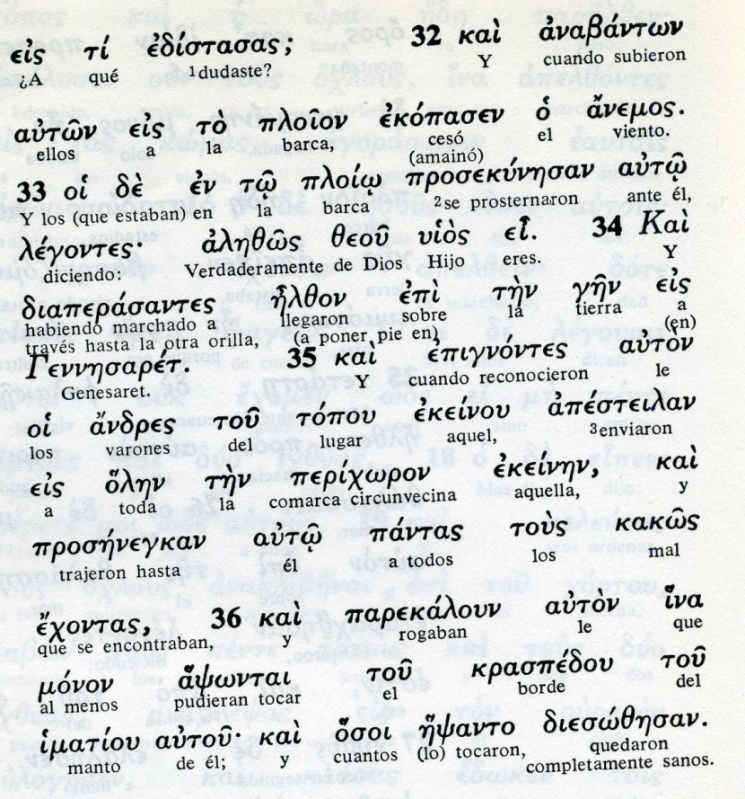 εἰς τί ἐδίστασας; 32 καὶ ἀναβάντων
¿A qué 1dudaste? Y cuando subieron
αὐτῶν εἰς τὸ πλοῖον ἐκόπασεν ὁ ἄνεμος.
ellos a la barca, cesó el viento.
(amainó)
33 οἱ δὲ ἐν τῷ πλοίῳ προσεκύνησαν αὐτῷ
Y los (que estaban) en la barca 2se prosternaron ante él,
λέγοντες· ἀληθῶς θεοῦ υἱὸς εἶ. 34 Καὶ
diciendo: Verdaderamente de Dios Hijo eres. Y
διαπεράσαντες ἦλθον ἐπὶ τὴν γῆν εἰς
habiendo marchado a llegaron sobre la tierra a
través hasta la otra orilla, (a poner pie en) (en)
Γεννησαρέτ. 35 καὶ ἐπιγνόντες αὐτὸν
Genesaret. Y cuando reconocieron le
οἱ ἄνδρες τοῦ τόπου ἐκείνου ἀπέστειλαν
los varones del lugar aquel, 3enviaron
εἰς ὅλην τὴν περίχωρον ἐκείνην, καὶ
a toda la comarca circunvecina aquella, y
προσήνεγκαν αὐτῷ πάντας τοὺς κακῶς
trajeron hasta él a todos los mal
ἔχοντας, 36 καὶ παρεκάλουν αὐτὸν ἵνα
que se encontraban, y rogaban le que
μόνον ἅψωνται τοῦ κρασπέδου τοῦ
al menos pudieran tocar el borde del
ἱματίου αὐτοῦ· καὶ ὅσοι ἥψαντο διεσώθησαν.
manto de él; y cuantos (lo) tocaron, quedaron
completamente sanos.